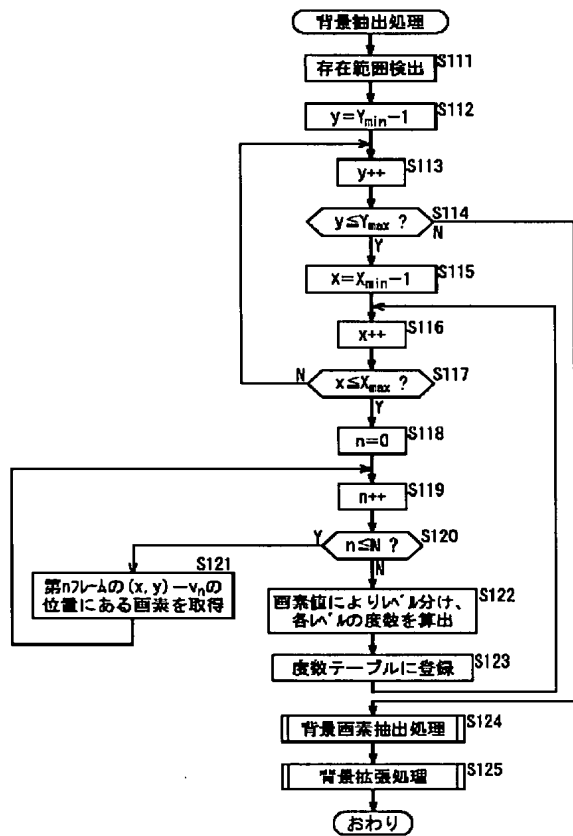 背景抽出処理
存在範囲検出
S111
y=Ymin−1
S112
y++
S113
y≦Ymax ?
S114
N
Y
x=Xmin−1
S115
x++
S116
N
x≦Xmax ?
S117
Y
n=0
S118
n++
S119
Y
n≦N ?
S120
N
S121
第nフレームの(x, y)−vnの
位置にある画素を取得
画素値によりレベル分け、
各レベルの度数を算出
S122
度数テーブルに登録
S123
背景画素抽出処理
S124
背景拡張処理
S125
おわり